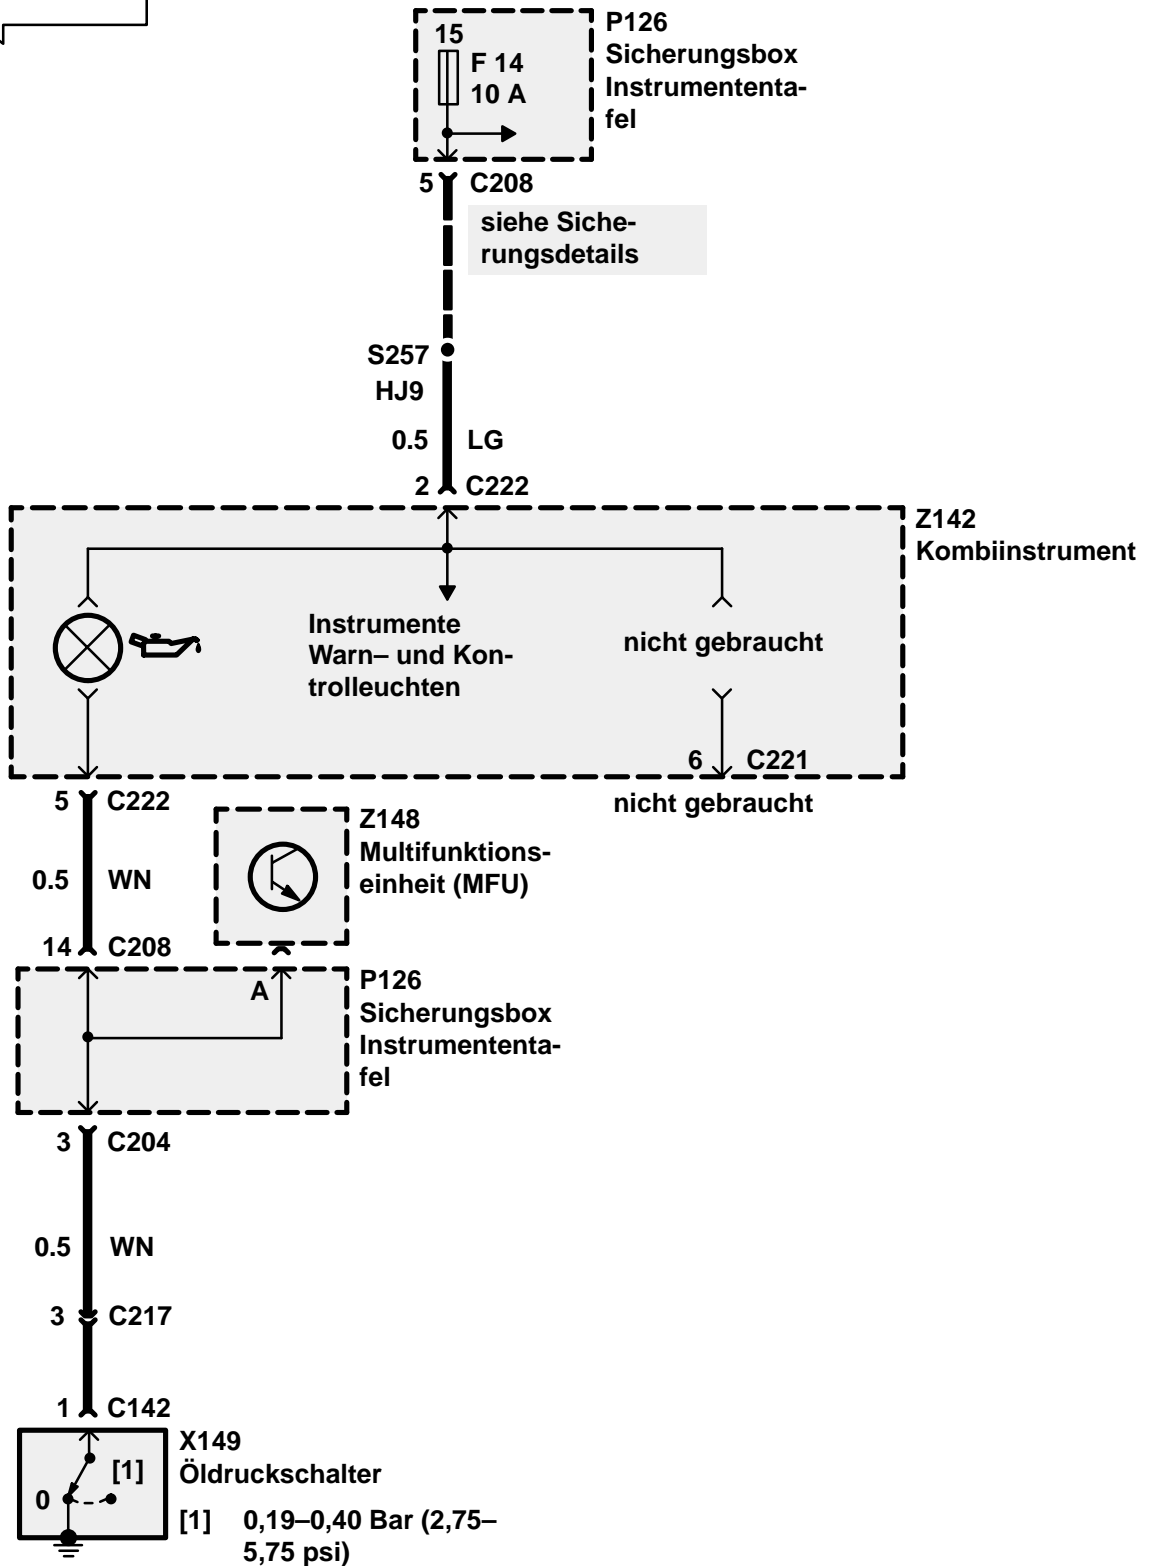 15
F 14
10 A
P126
Sicherungsbox
Instrumententa-
fel
5 C208
siehe Siche-
rungsdetails
S257
HJ9
0.5 LG
2 C222
Z142
Kombiinstrument
Instrumente
Warn– und Kon-
trolleuchten
nicht gebraucht
6 C221
nicht gebraucht
5 C222
Z148
Multifunktions-
einheit (MFU)
0.5 WN
14 C208
A
P126
Sicherungsbox
Instrumententa-
fel
3 C204
0.5 WN
3 C217
1 C142
X149
Öldruckschalter
[1]
0
[1] 0,19–0,40 Bar (2,75–
5,75 psi)